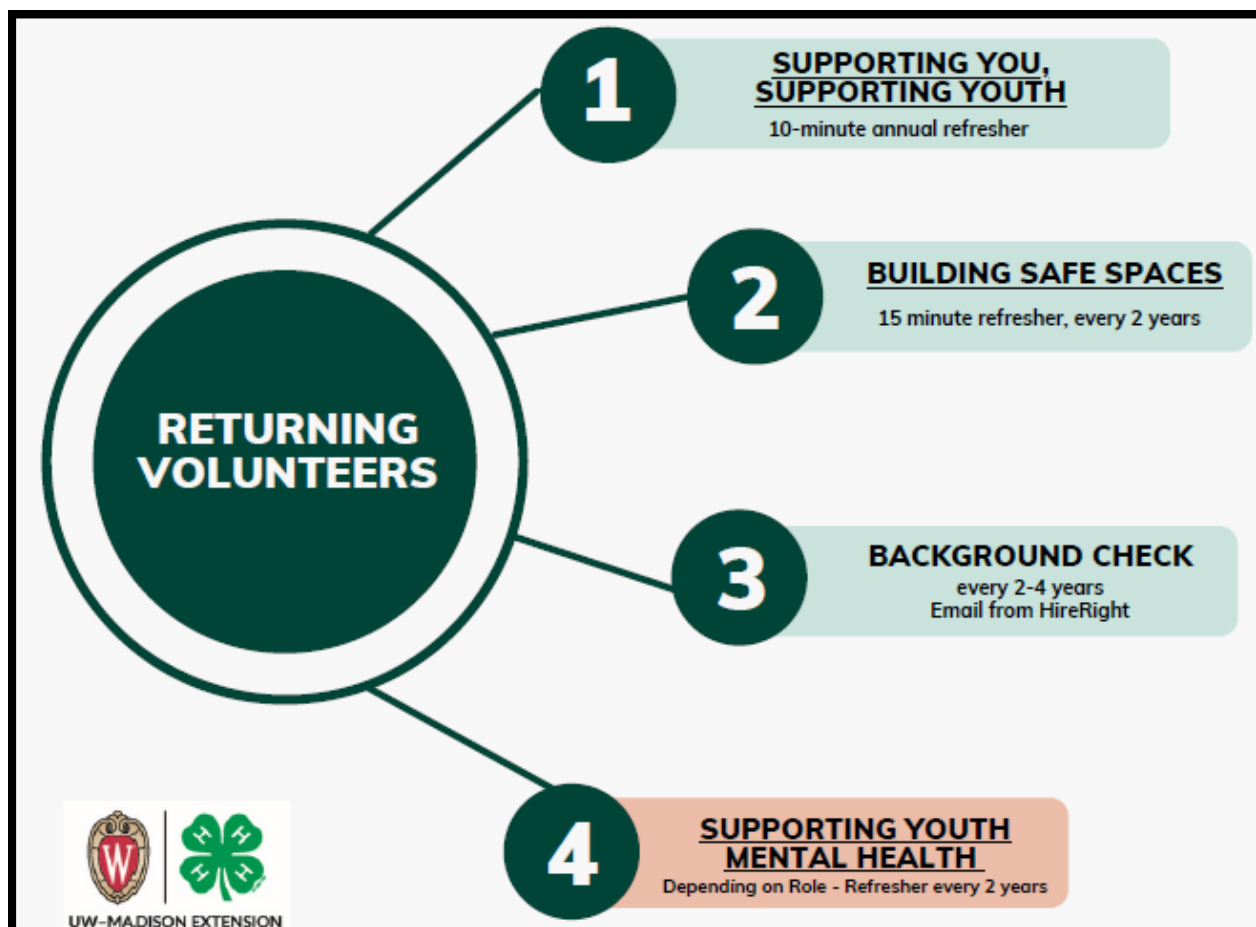 1
SUPPORTING YOU,
SUPPORTING YOUTH
10-minute annual refresher
2
BUILDING SAFE SPACES
15 minute refresher, every 2 years
RETURNING
VOLUNTEERS
3
BACKGROUND CHECK
every 2-4 years
Email from HireRight
4
SUPPORTING YOUTH
MENTAL HEALTH
Depending on Role - Refresher every 2 years
W
H H
H H
UW-MADISON EXTENSION